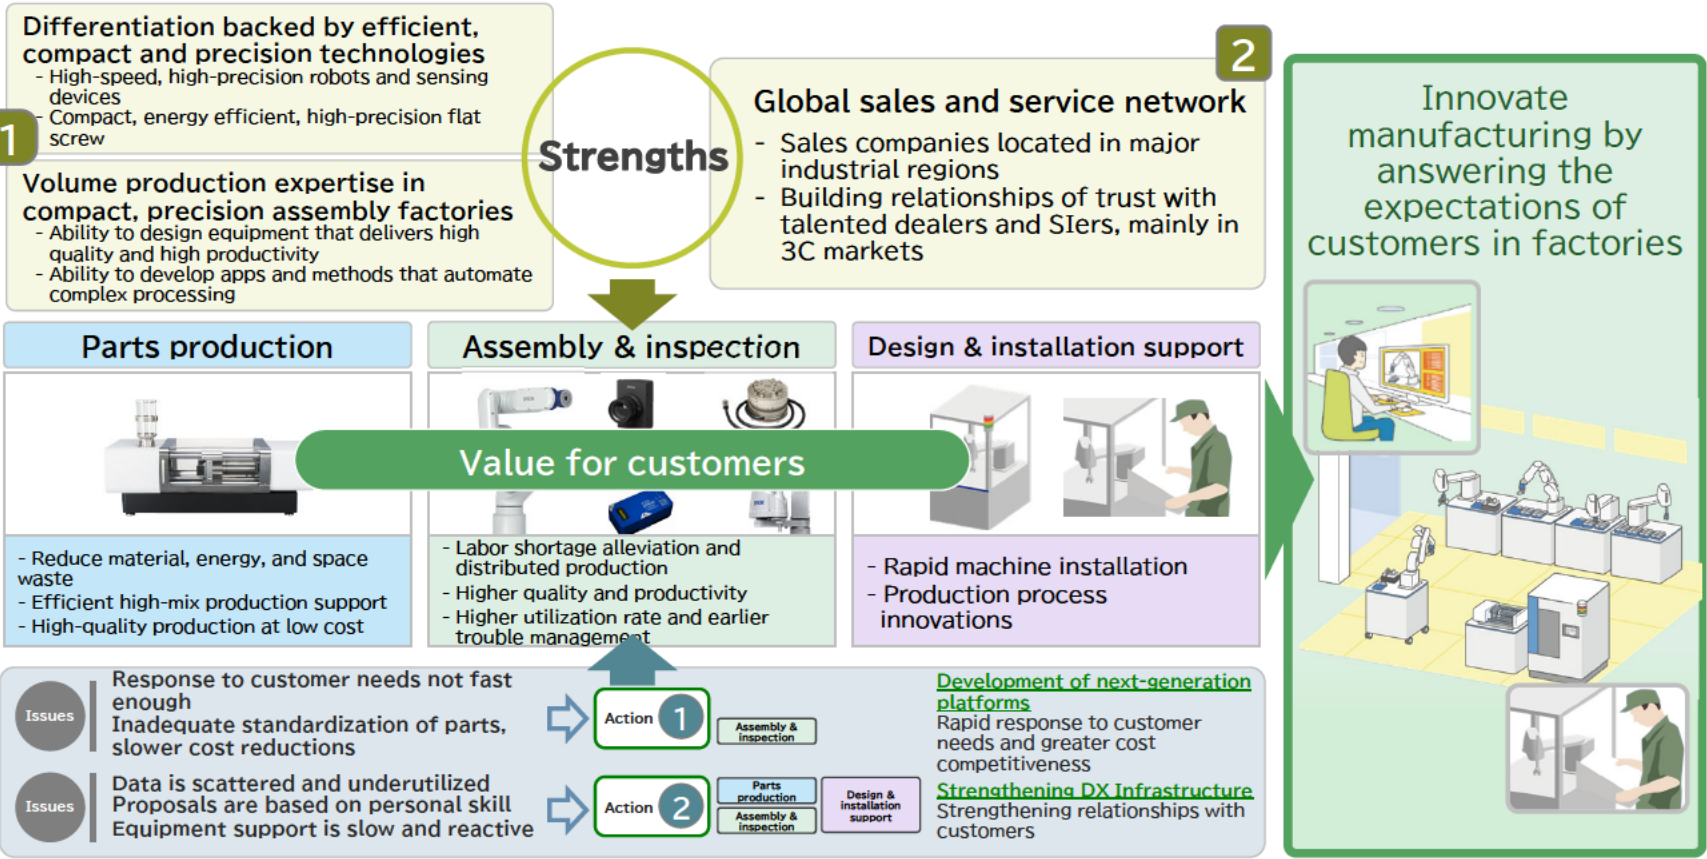 Differentiation backed by efficient,
compact and precision technologies
- High-speed, high-precision robots and sensing
devices
- Compact, energy efficient, high-precision flat
screw
1
Volume production expertise in
compact, precision assembly factories
- Ability to design equipment that delivers high
quality and high productivity
- Ability to develop apps and methods that automate
complex processing
Strengths
2
Global sales and service network
- Sales companies located in major
industrial regions
- Building relationships of trust with
talented dealers and SIers, mainly in
3C markets
Innovate
manufacturing by
answering the
expectations of
customers in factories
Parts production
Assembly & inspection
Design & installation support
Value for customers
- Reduce material, energy, and space
waste
- Efficient high-mix production support
- High-quality production at low cost
- Labor shortage alleviation and
distributed production
- Higher quality and productivity
- Higher utilization rate and earlier
trouble management
- Rapid machine installation
- Production process
innovations
Issues
Response to customer needs not fast
enough
Inadequate standardization of parts,
slower cost reductions
Action 1
Assembly &
inspection
Development of next-generation
platforms
Rapid response to customer
needs and greater cost
competitiveness
Issues
Data is scattered and underutilized
Proposals are based on personal skill
Equipment support is slow and reactive
Action 2
Parts
production
Assembly &
inspection
Design &
installation
support
Strengthening DX Infrastructure
Strengthening relationships with
customers